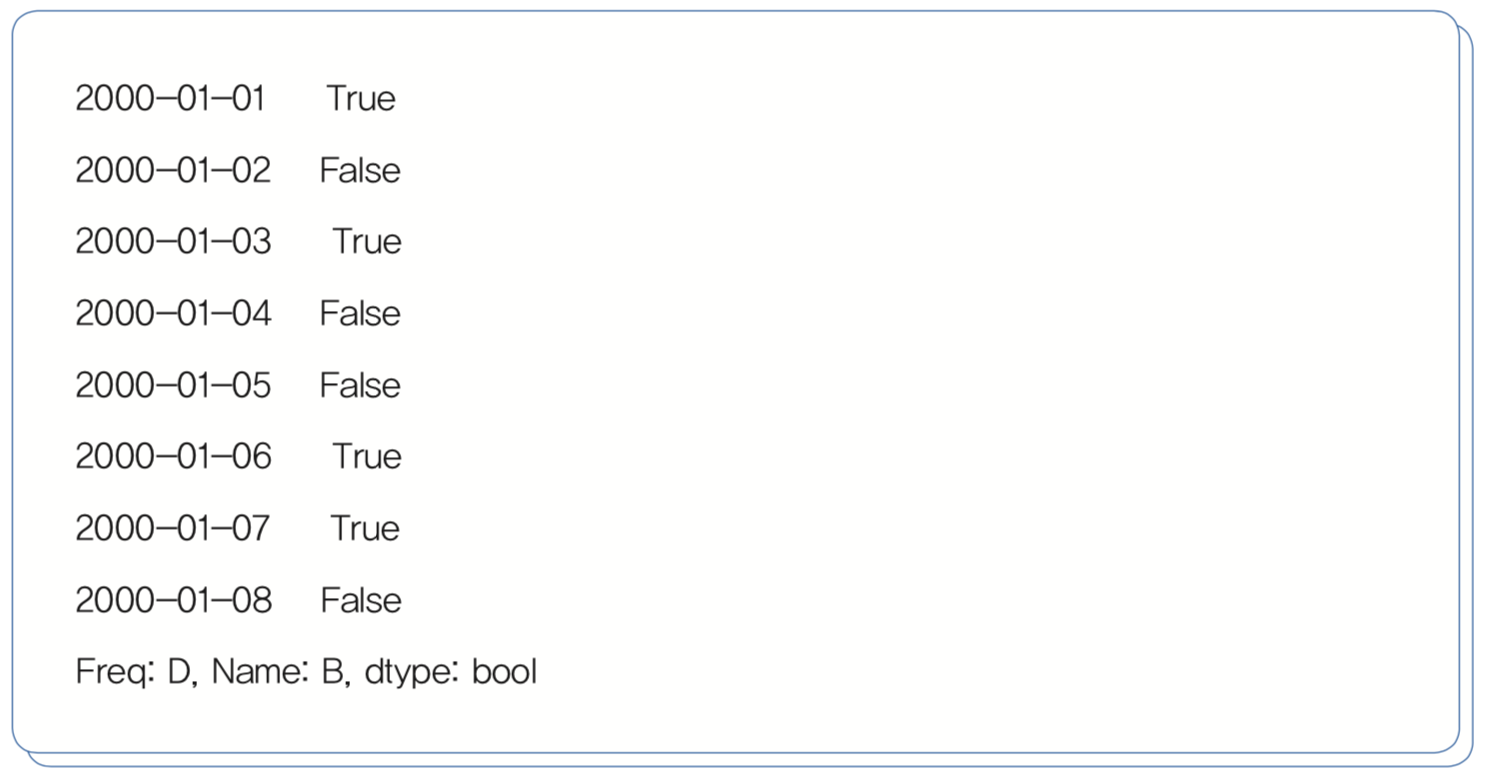 2000-01-01 True
2000-01-02 False
2000-01-03 True
2000-01-04 False
2000-01-05 False
2000-01-06 True
2000-01-07 True
2000-01-08 False
Freq: D, Name: B, dtype: bool